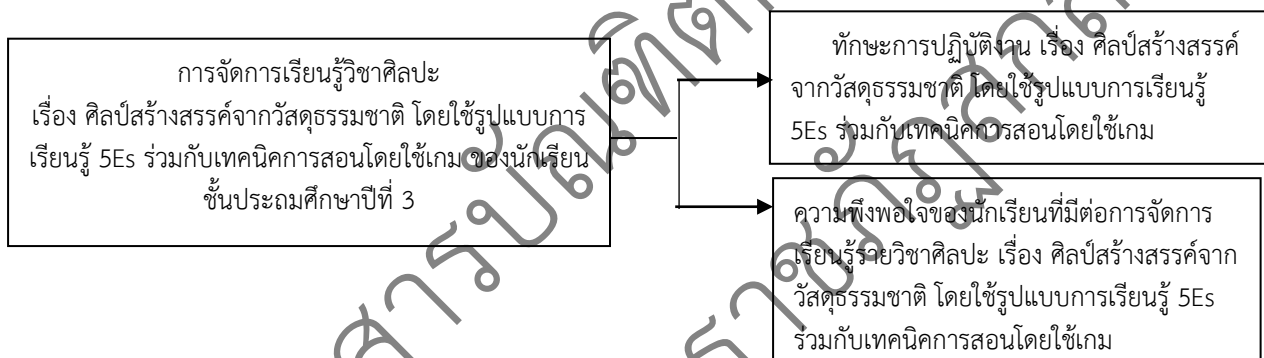 การจัดการเรียนรู้วิชาศิลปะ
เรื่อง ศิลป์สร้างสรรค์จากวัสดุธรรมชาติ โดยใช้รูปแบบการ
เรียนรู้ 5Es ร่วมกับเทคนิคการสอนโดยใช้เกม ของนักเรียน
ชั้นประถมศึกษาปีที่ 3
ทักษะการปฏิบัติงาน เรื่อง ศิลป์สร้างสรรค์
จากวัสดุธรรมชาติ โดยใช้รูปแบบการเรียนรู้
5Es ร่วมกับเทคนิคการสอนโดยใช้เกม
ความพึงพอใจของนักเรียนที่มีต่อการจัดการ
เรียนรู้รายวิชาศิลปะ เรื่อง ศิลป์สร้างสรรค์จาก
วัสดุธรรมชาติ โดยใช้รูปแบบการเรียนรู้ 5Es
ร่วมกับเทคนิคการสอนโดยใช้เกม